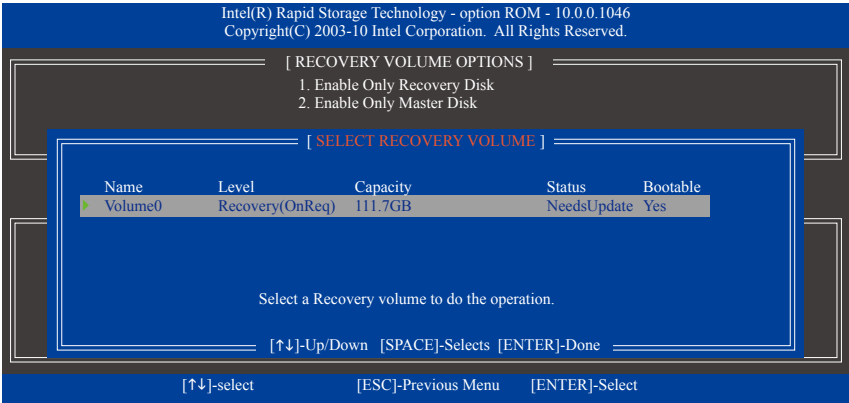 Intel(R) Rapid Storage Technology - option ROM - 10.0.0.1046
Copyright(C) 2003-10 Intel Corporation. All Rights Reserved.
[ RECOVERY VOLUME OPTIONS ]
1. Enable Only Recovery Disk
2. Enable Only Master Disk
[ SELECT RECOVERY VOLUME ]
Name Level Capacity Status Bootable
Volume0 Recovery(OnReq) 111.7GB NeedsUpdate Yes
Select a Recovery volume to do the operation.
[↑↓]-Up/Down [SPACE]-Selects [ENTER]-Done
[↑↓]-select [ESC]-Previous Menu [ENTER]-Select